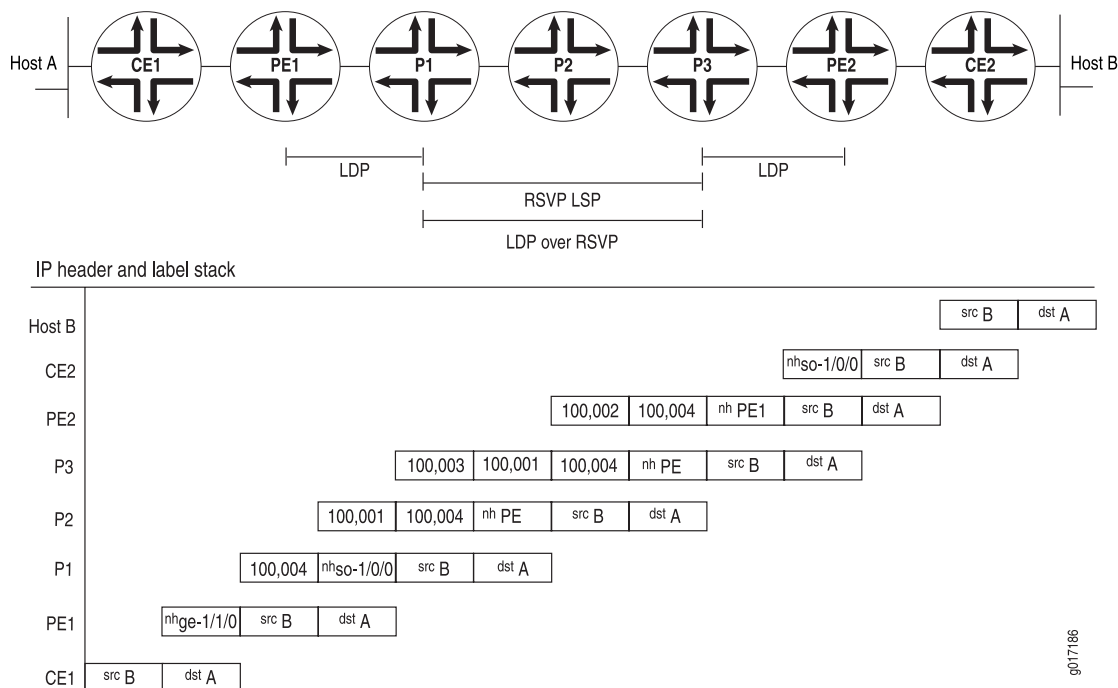 Host A
CE1
PE1
P1
P2
P3
PE2
CE2
Host B
LDP
LDP
RSVP LSP
LDP over RSVP
IP header and label stack
Host B src B dst A
CE2 nhso-1/0/0 src B dst A
PE2 100,002 100,004 nh PE1 src B dst A
P3 100,003 100,001 100,004 nh PE src B dst A
P2 100,001 100,004 nh PE src B dst A
P1 100,004 nhso-1/0/0 src B dst A
PE1 nhge-1/1/0 src B dst A
CE1 src B dst A
g017186